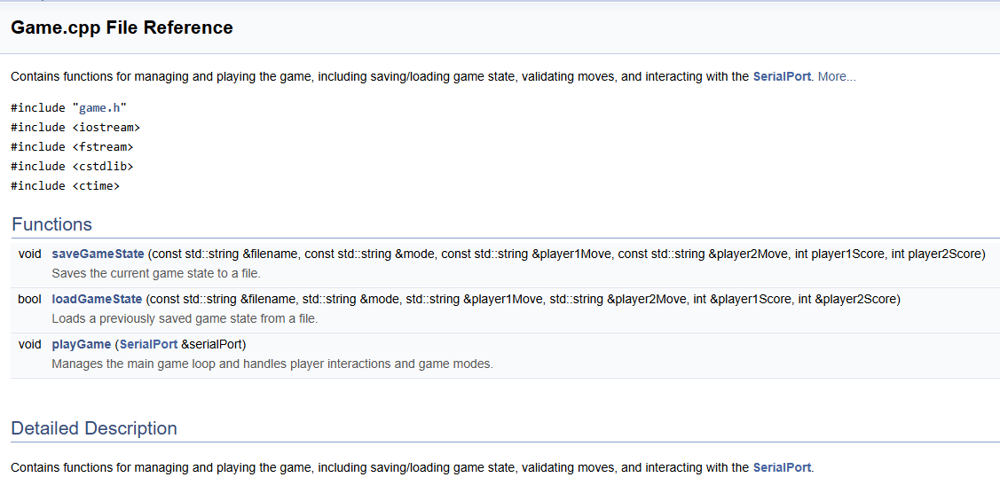 Game.cpp File Reference
Contains functions for managing and playing the game, including saving/loading game state, validating moves, and interacting with the SerialPort. More...
#include "game.h"
#include <iostream>
#include <fstream>
#include <cstdlib>
#include <ctime>
Functions
void saveGameState (const std::string &filename, const std::string &mode, const std::string &player1Move, const std::string &player2Move, int player1Score, int player2Score)
Saves the current game state to a file.
bool loadGameState (const std::string &filename, std::string &mode, std::string &player1Move, std::string &player2Move, int &player1Score, int &player2Score)
Loads a previously saved game state from a file.
void playGame (SerialPort &serialPort)
Manages the main game loop and handles player interactions and game modes.
Detailed Description
Contains functions for managing and playing the game, including saving/loading game state, validating moves, and interacting with the SerialPort.